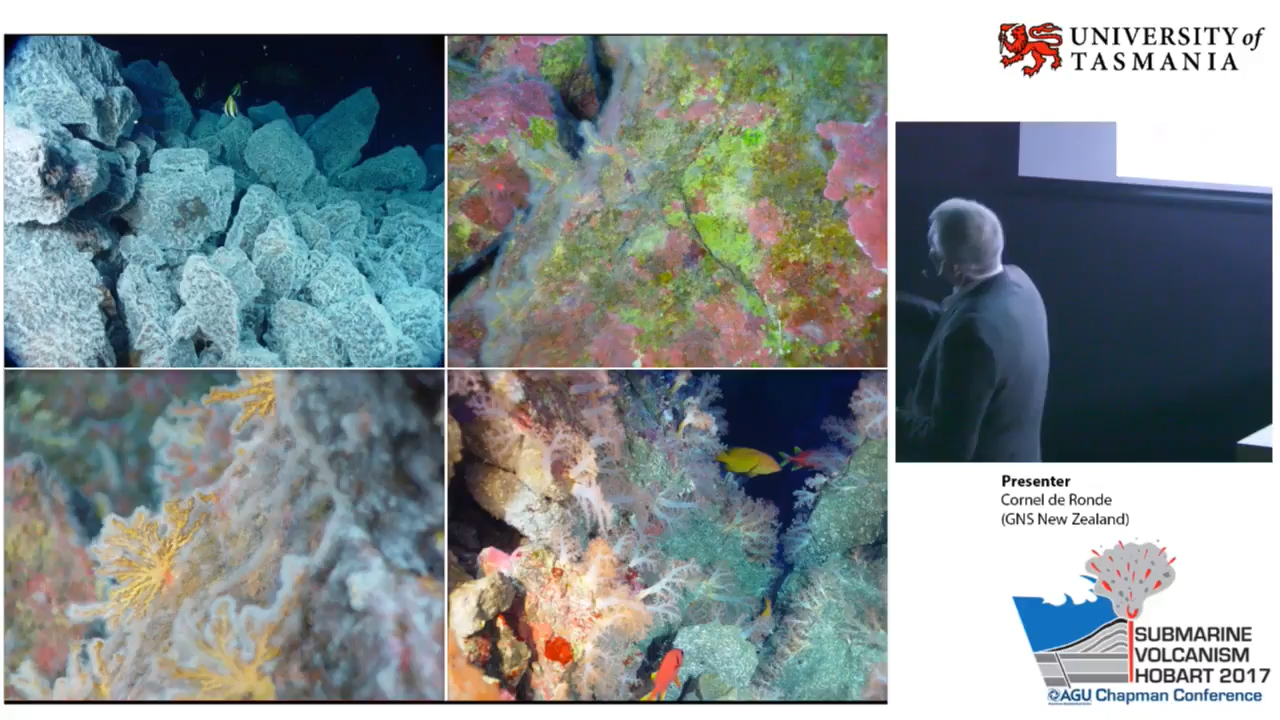 UNIVERSITY of
TASMANIA
Presenter
Cornel de Ronde
(GNS New Zealand)
SUBMARINE
VOLCANISM
HOBART 2017
AGU Chapman Conference